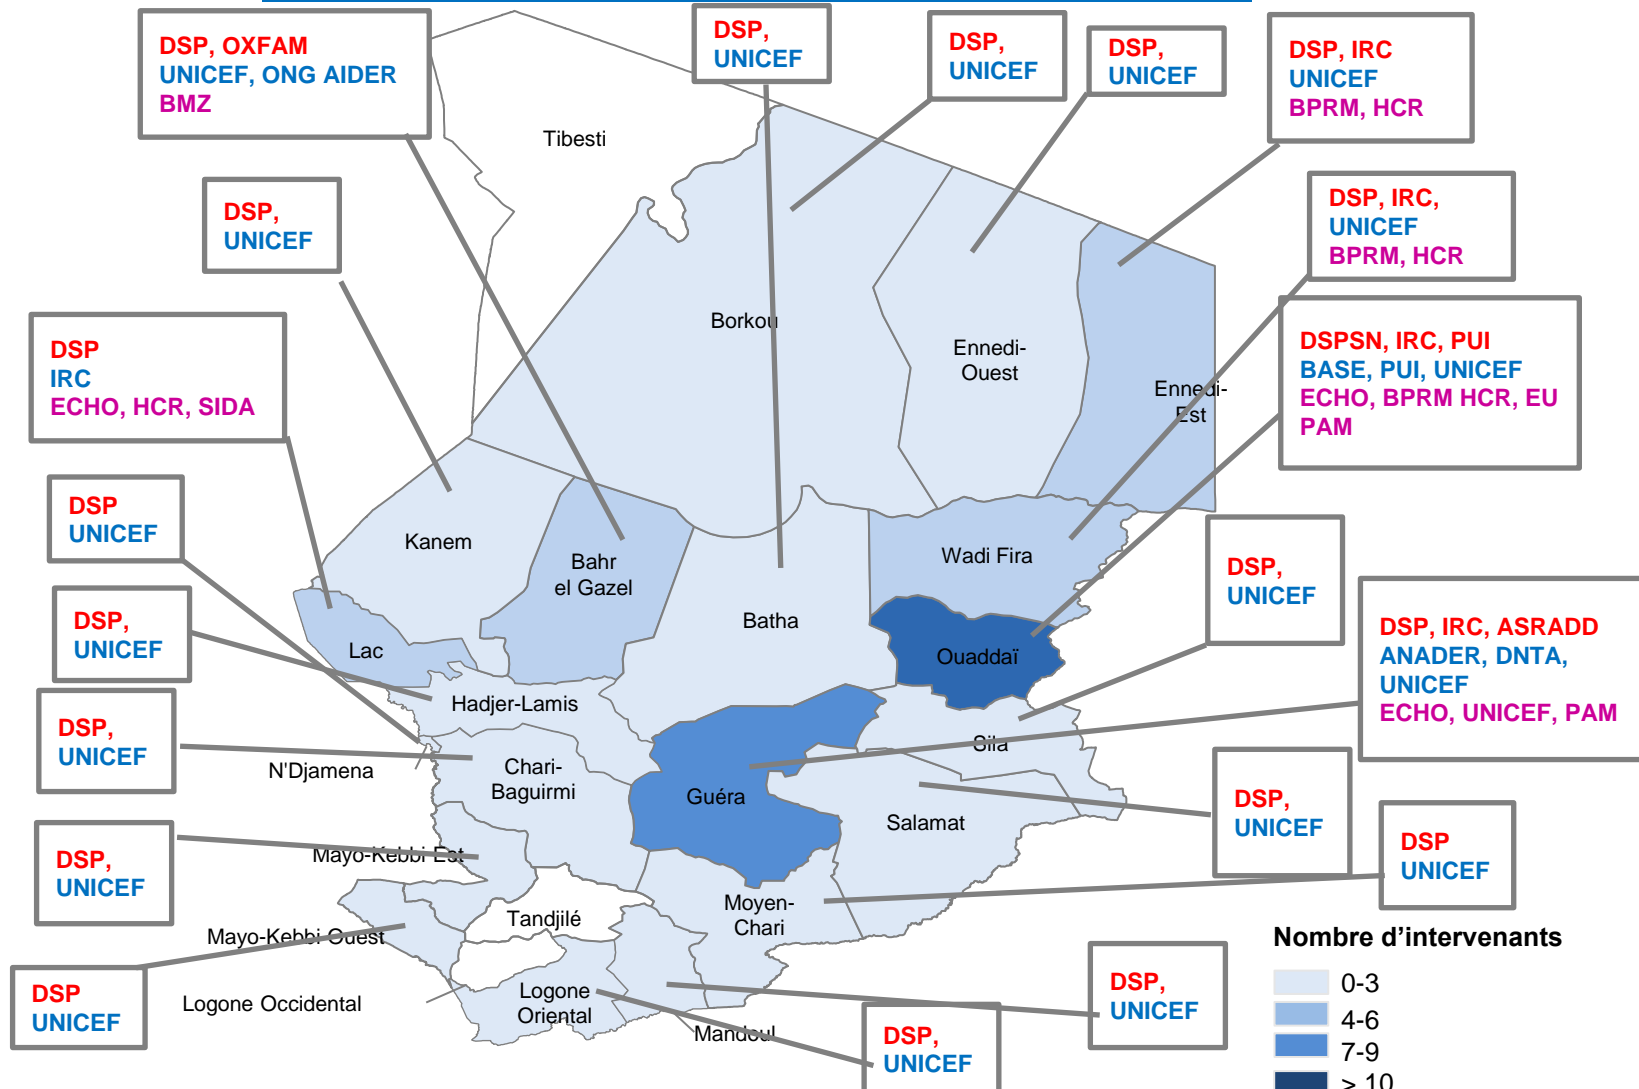 DSP, OXFAM
UNICEF, ONG AIDER
BMZ
DSP,
UNICEF
DSP,
UNICEF
DSP,
UNICEF
DSP, IRC
UNICEF
BPRM, HCR
Tibesti
DSP,
UNICEF
DSP, IRC,
UNICEF
BPRM, HCR
DSP
IRC
ECHO, HCR, SIDA
Borkou
Ennedi-
Ouest
Ennedi-
Est
DSPSN, IRC, PUI
BASE, PUI, UNICEF
ECHO, BPRM HCR, EU
PAM
DSP
UNICEF
Kanem
Bahr
el Gazel
Wadi Fira
DSP,
UNICEF
DSP,
UNICEF
Batha
Lac
Ouaddaï
DSP, IRC, ASRADD
ANADER, DNTA,
UNICEF
ECHO, UNICEF, PAM
Hadjer-Lamis
DSP,
UNICEF
N'Djamena
Chari-
Baguirmi
Guéra
Sila
Salamat
DSP,
UNICEF
DSP,
UNICEF
Mayo-Kebbi Est
DSP
UNICEF
Tandjilé
Moyen-
Chari
Mayo-Kebbi Ouest
DSP
UNICEF
Logone Occidental
Logone
Oriental
Mandoul
DSP,
UNICEF
DSP,
UNICEF
Nombre d’intervenants
0-3
4-6
7-9
> 10